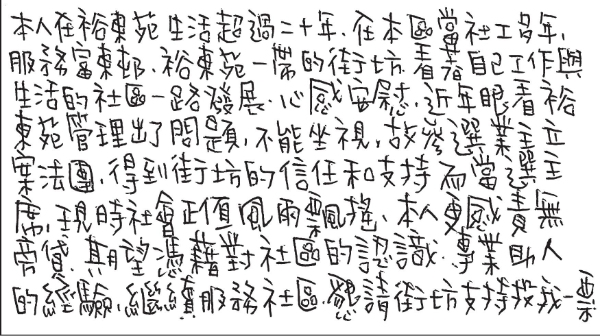 本人在裕東苑生活超過二十年,在本區當社工多年,
服務富東邨、裕東苑一帶的街坊.看着自己工作與
生活的社區一路發展,心感安慰,近年眼看裕
東苑管理出了問題,不能坐視,故參選業主立
案法團,得到街坊的信任和支持而當選主
席,現時社會正值風雨飄搖,本人更感責無
旁貸.期望憑藉對社區的認識、專業助人
的經驗,繼續服務社區,懇請街坊支持投我一票